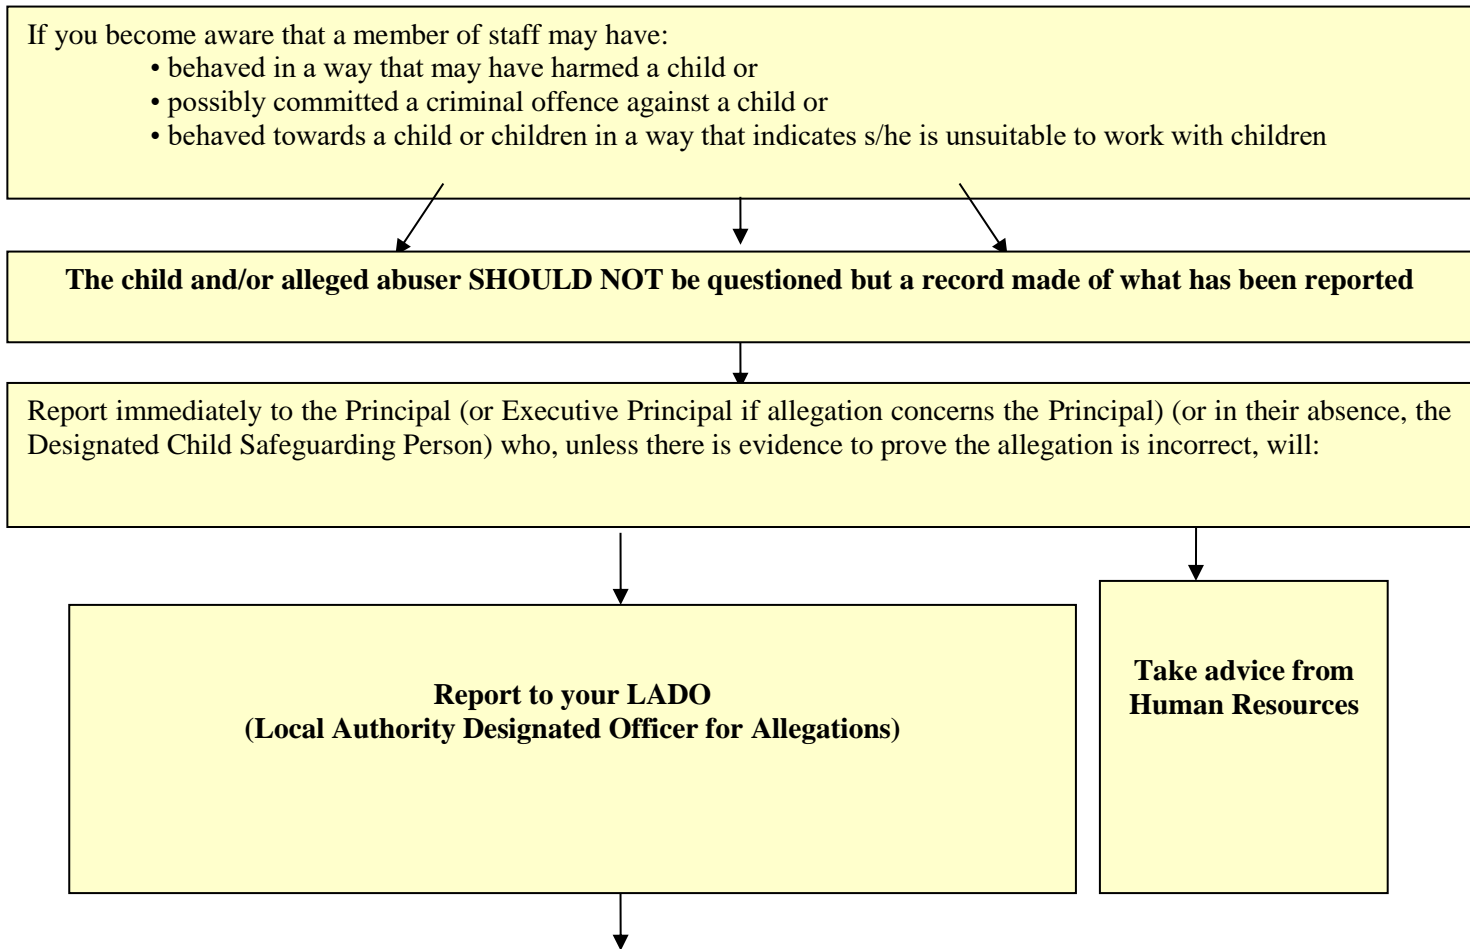 If you become aware that a member of staff may have:
• behaved in a way that may have harmed a child or
• possibly committed a criminal offence against a child or
• behaved towards a child or children in a way that indicates s/he is unsuitable to work with children
The child and/or alleged abuser SHOULD NOT be questioned but a record made of what has been reported
Report immediately to the Principal (or Executive Principal if allegation concerns the Principal) (or in their absence, the
Designated Child Safeguarding Person) who, unless there is evidence to prove the allegation is incorrect, will:
Report to your LADO
(Local Authority Designated Officer for Allegations)
Take advice from
Human Resources